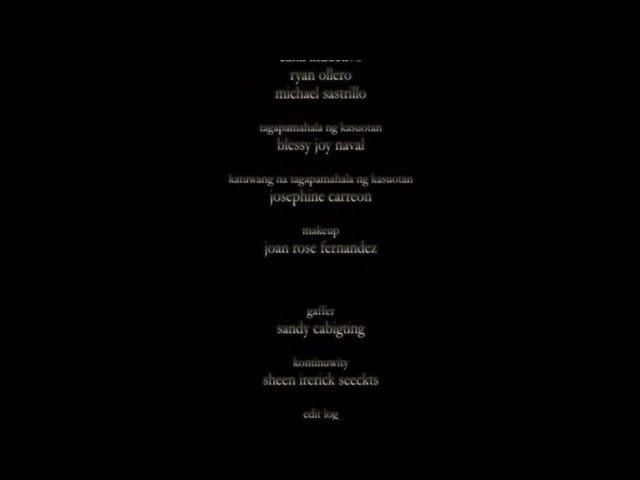 ryan ollero
michael sastrillo
tagapamahala ng kasuotan
blessy joy naval
katuwang na tagapamahala ng kasuotan
josephine carreon
makeup
joan rose fernandez
gaffer
sandy cabigting
kontinuwity
sheen irerick seeckts
edit log